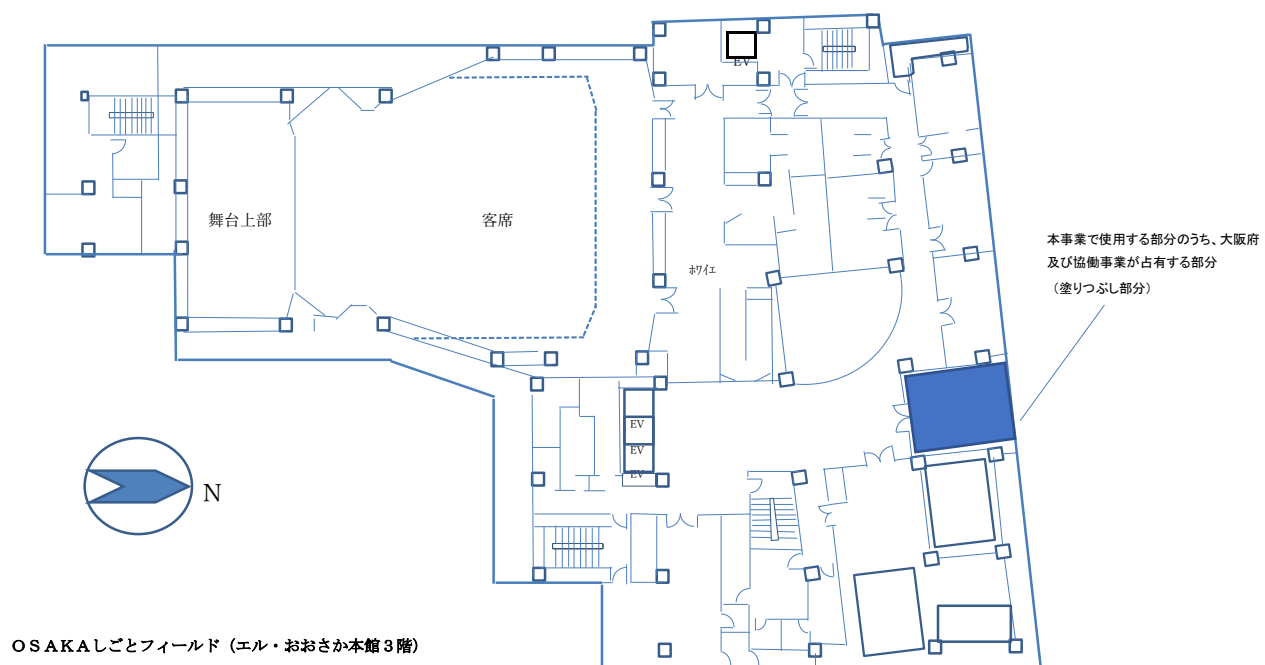 EV
舞台上部
客席
ﾎﾜｲｴ
本事業で使用する部分のうち、大阪府
及び協働事業が占有する部分
（塗りつぶし部分）
EV
EV
EV
N
ＯＳＡＫＡしごとフィールド（エル・おおさか本館３階）